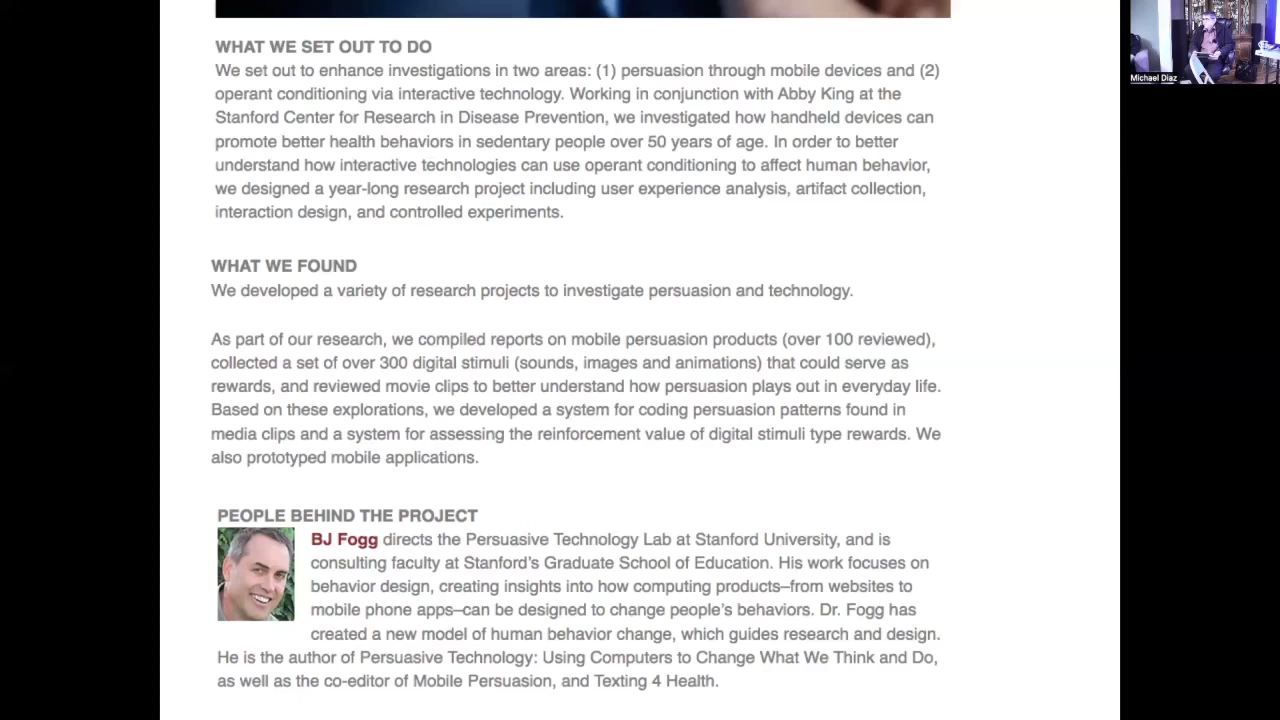 WHAT WE SET OUT TO DO
We set out to enhance investigations in two areas: (1) persuasion through mobile devices and (2)
operant conditioning via interactive technology. Working in conjunction with Abby King at the
Stanford Center for Research in Disease Prevention, we investigated how handheld devices can
promote better health behaviors in sedentary people over 50 years of age. In order to better
understand how interactive technologies can use operant conditioning to affect human behavior,
we designed a year-long research project including user experience analysis, artifact collection,
interaction design, and controlled experiments.
WHAT WE FOUND
We developed a variety of research projects to investigate persuasion and technology.
As part of our research, we compiled reports on mobile persuasion products (over 100 reviewed),
collected a set of over 300 digital stimuli (sounds, images and animations) that could serve as
rewards, and reviewed movie clips to better understand how persuasion plays out in everyday life.
Based on these explorations, we developed a system for coding persuasion patterns found in
media clips and a system for assessing the reinforcement value of digital stimuli type rewards. We
also prototyped mobile applications.
PEOPLE BEHIND THE PROJECT
BJ Fogg directs the Persuasive Technology Lab at Stanford University, and is
consulting faculty at Stanford's Graduate School of Education. His work focuses on
behavior design, creating insights into how computing products–from websites to
mobile phone apps–can be designed to change people's behaviors. Dr. Fogg has
created a new model of human behavior change, which guides research and design.
He is the author of Persuasive Technology: Using Computers to Change What We Think and Do,
as well as the co-editor of Mobile Persuasion, and Texting 4 Health.
Michael Diaz